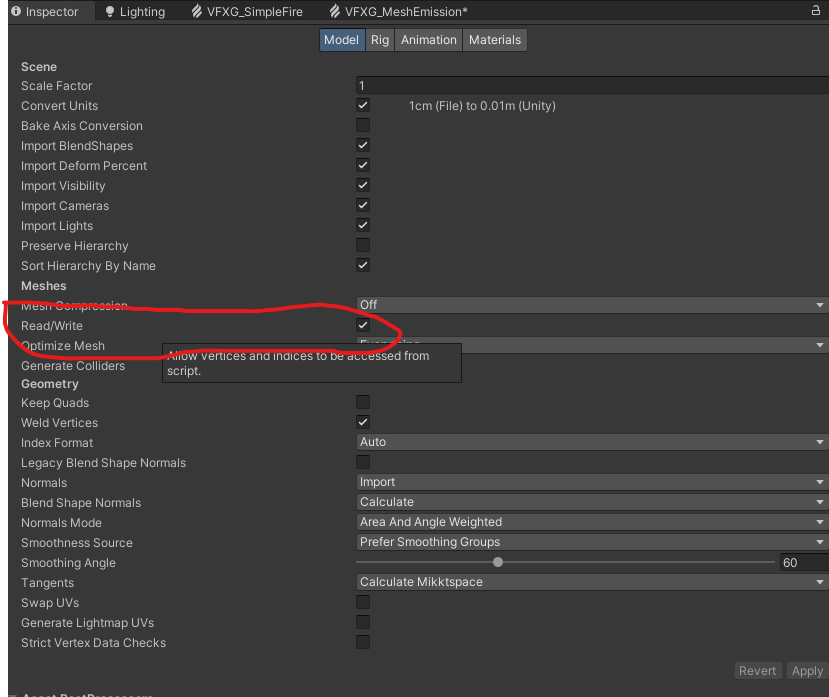 Inspector Lighting VFXG_SimpleFire VFXG_MeshEmission*
Model Rig Animation Materials
Scene
Scale Factor 1
Convert Units 1cm (File) to 0.01m (Unity)
Bake Axis Conversion
Import BlendShapes
Import Deform Percent
Import Visibility
Import Cameras
Import Lights
Preserve Hierarchy
Sort Hierarchy By Name
Meshes
Mesh Compression Off
Read/Write
Optimize Mesh Everything
Allow vertices and indices to be accessed from
script.
Generate Colliders
Geometry
Keep Quads
Weld Vertices
Index Format Auto
Legacy Blend Shape Normals
Normals Import
Blend Shape Normals Calculate
Normals Mode Area And Angle Weighted
Smoothness Source Prefer Smoothing Groups
Smoothing Angle 60
Tangents Calculate Mikktspace
Swap UVs
Generate Lightmap UVs
Strict Vertex Data Checks
Revert Apply
Asset PostProcessors